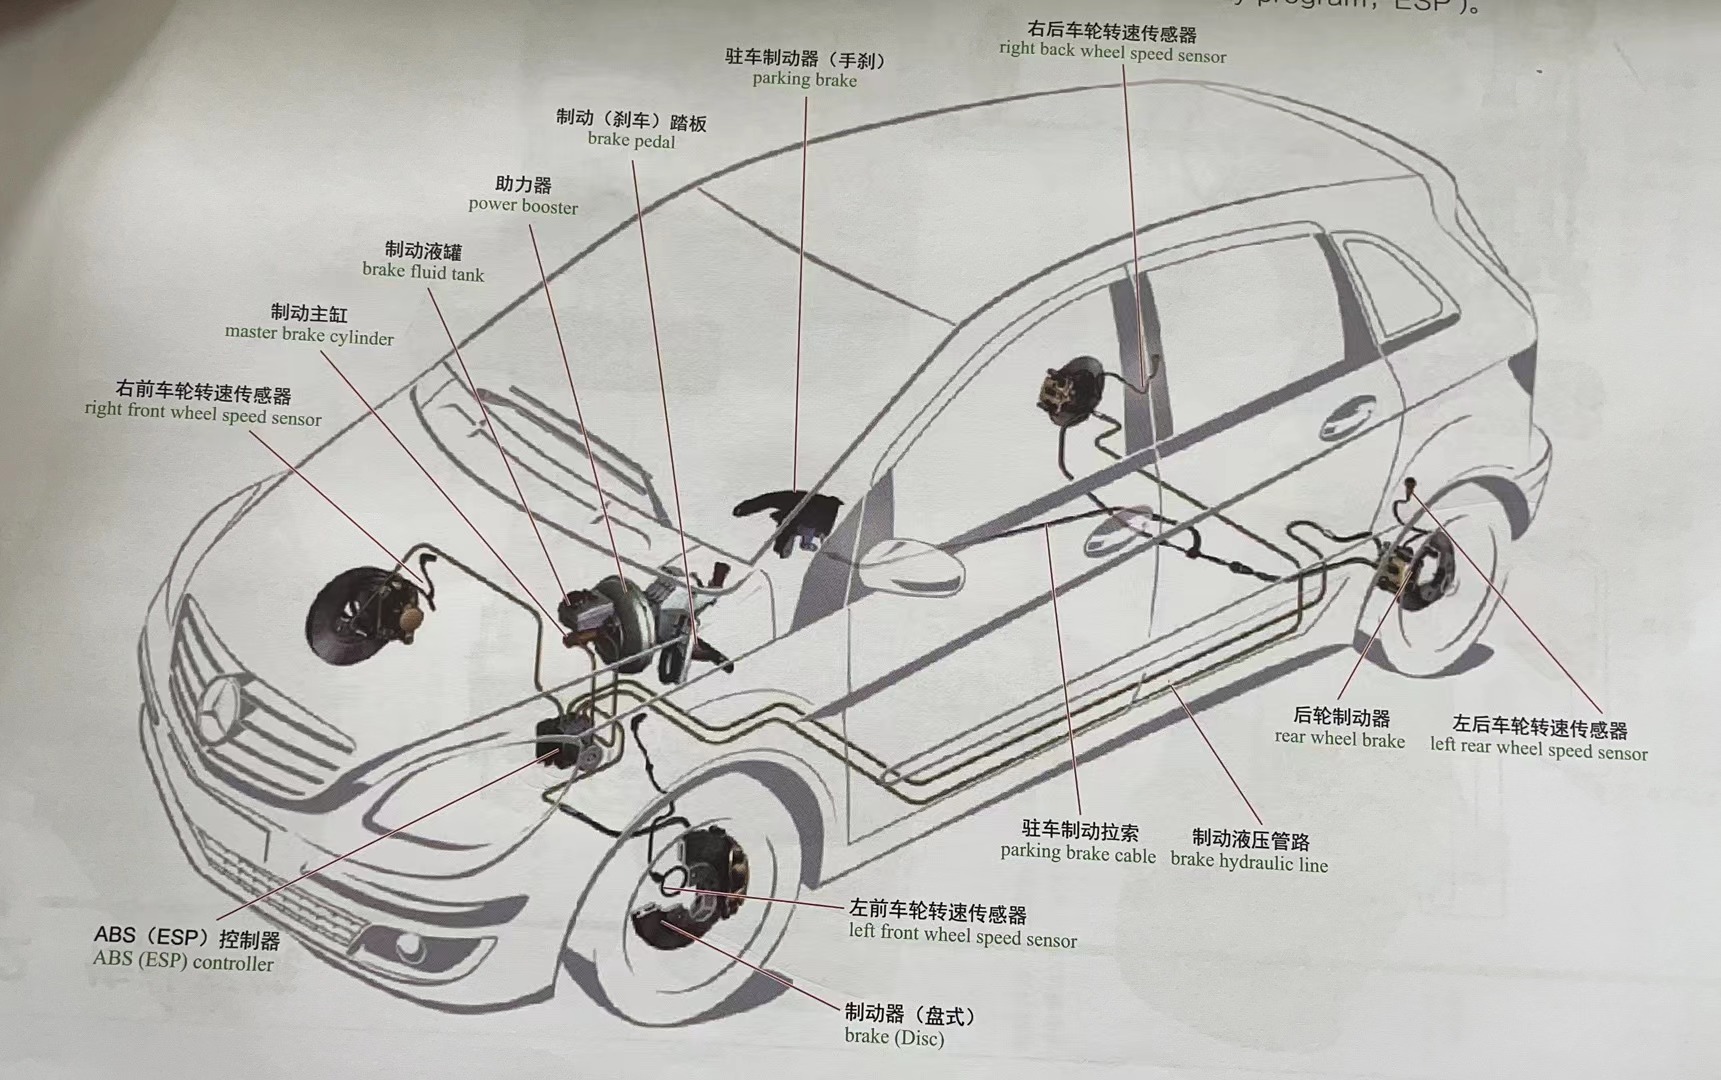 program, ESP)。
右后车轮转速传感器
right back wheel speed sensor
驻车制动器（手刹）
parking brake
制动（刹车）踏板
brake pedal
助力器
power booster
制动液罐
brake fluid tank
制动主缸
master brake cylinder
右前车轮转速传感器
right front wheel speed sensor
后轮制动器
rear wheel brake
左后车轮转速传感器
left rear wheel speed sensor
驻车制动拉索
parking brake cable
制动液压管路
brake hydraulic line
左前车轮转速传感器
left front wheel speed sensor
ABS（ESP）控制器
ABS (ESP) controller
制动器（盘式）
brake (Disc)